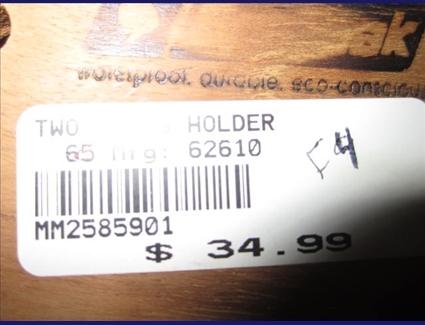 waterproof, durable, eco-conscious
TWO HOLDER
65 Mfg: 62610
MM2585901
$ 34.99